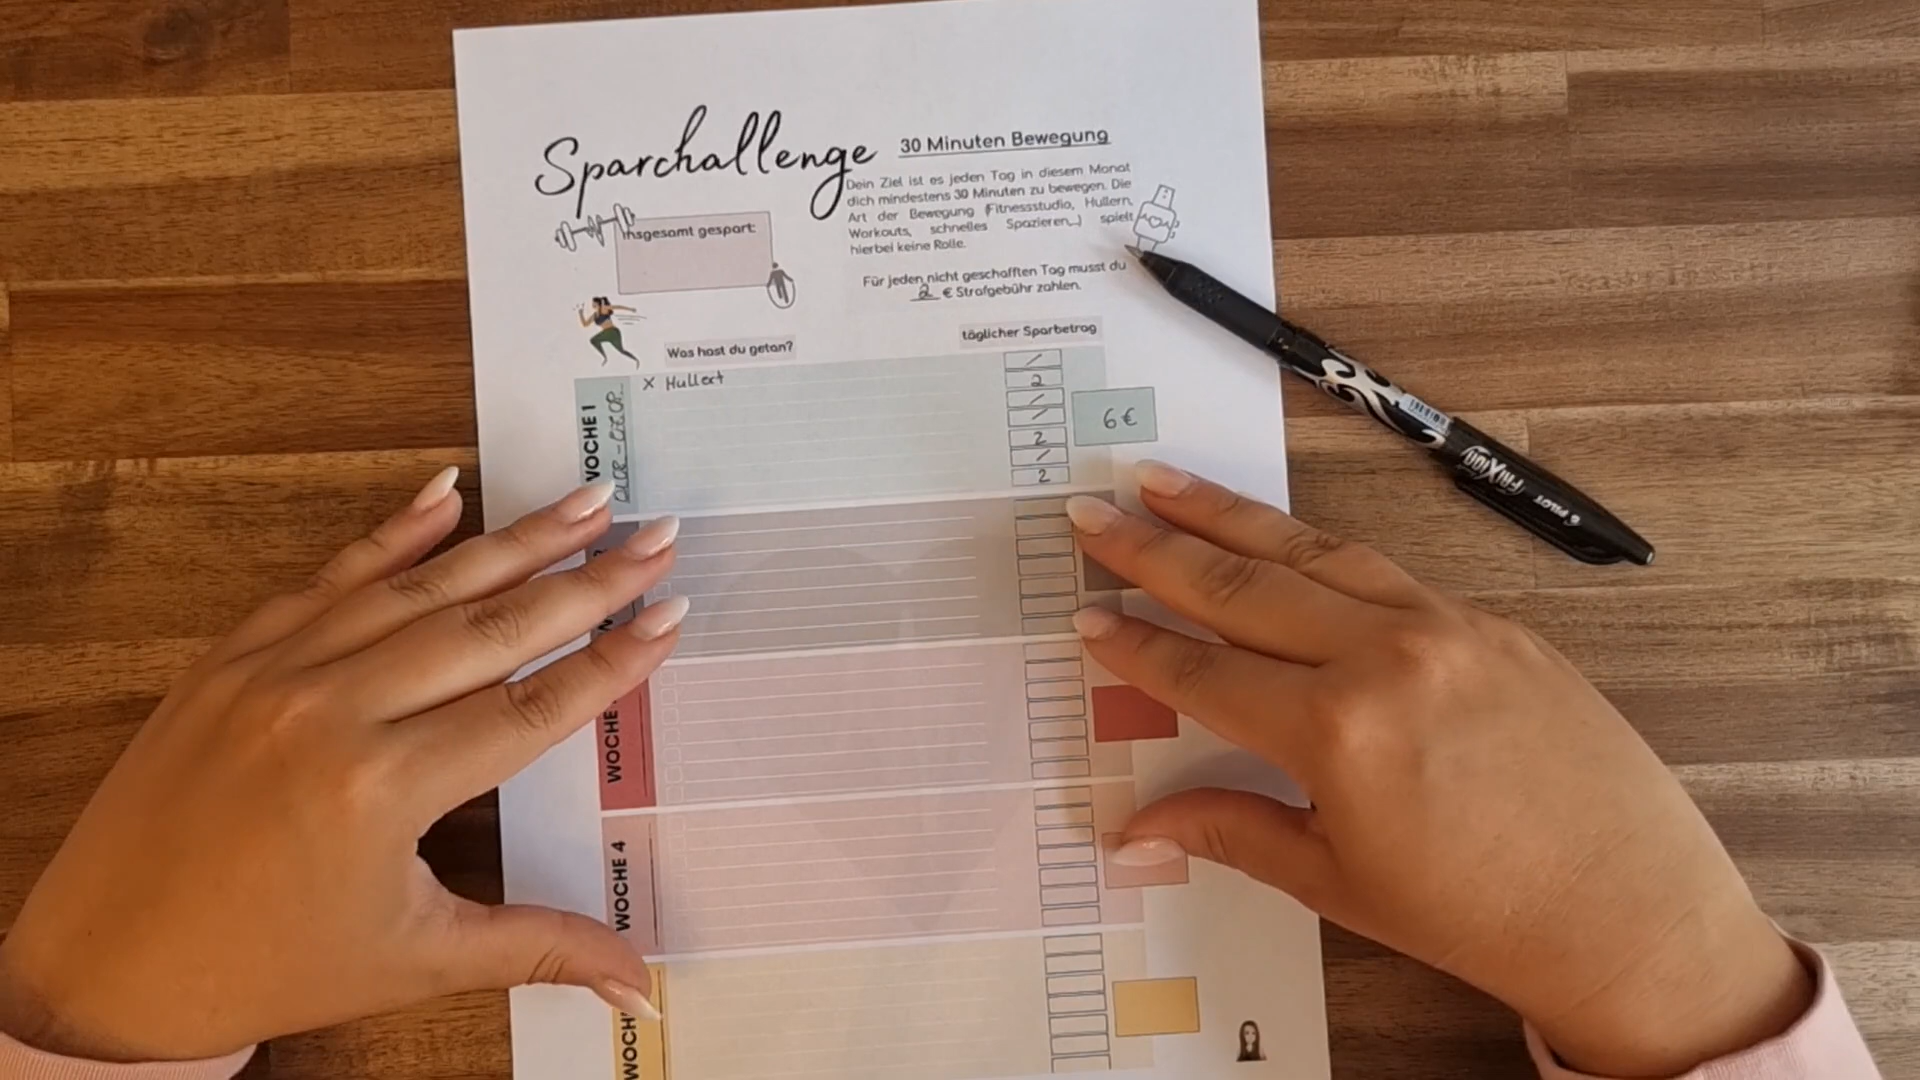 Sparchallenge
30 Minuten Bewegung
Dein Ziel ist es jeden Tag in diesem Monat
dich mindestens 30 Minuten zu bewegen. Die
Art der Bewegung (Fitnessstudio, Hullern,
Workouts, schnelles Spazieren,...) spielt
hierbei keine Rolle.
Insgesamt gespart:
Für jeden nicht geschafften Tag musst du
2 € Strafgebühr zahlen.
Was hast du getan?
täglicher Sparbetrag
WOCHE 1
x Hullert
/
2
/
/
2
/
2
6 €
WOCHE
WOCHE 4
WOCHE
PILOT FRIXION